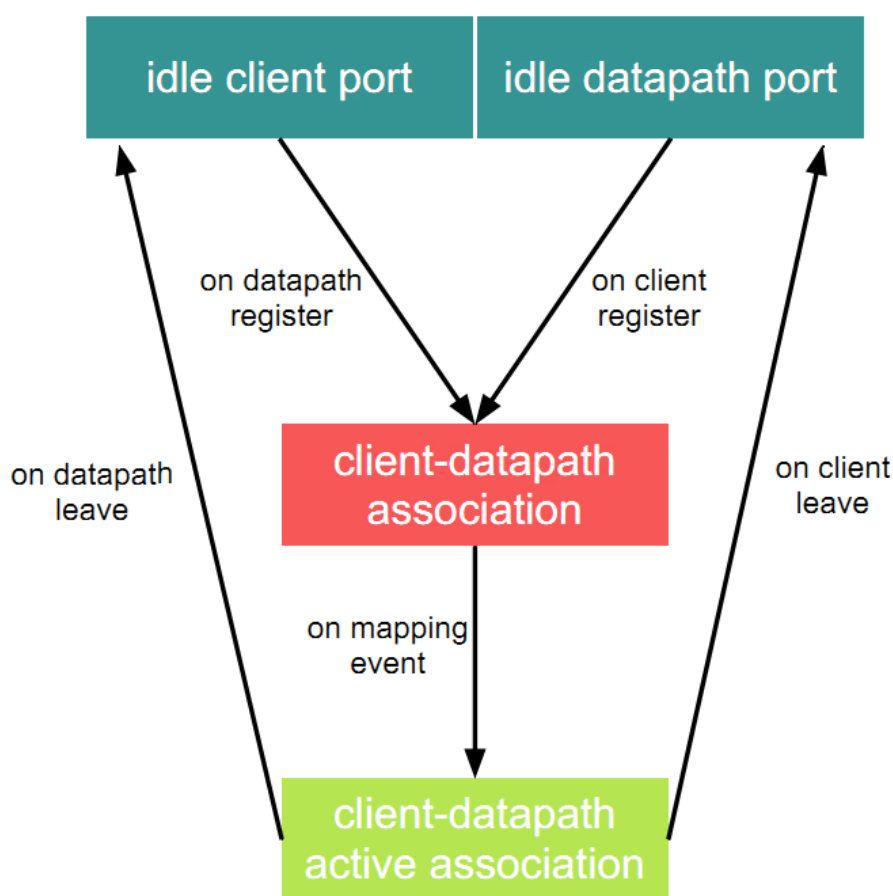 idle client port
idle datapath port
on datapath
register
on client
register
client-datapath
association
on datapath
leave
on client
leave
on mapping
event
client-datapath
active association